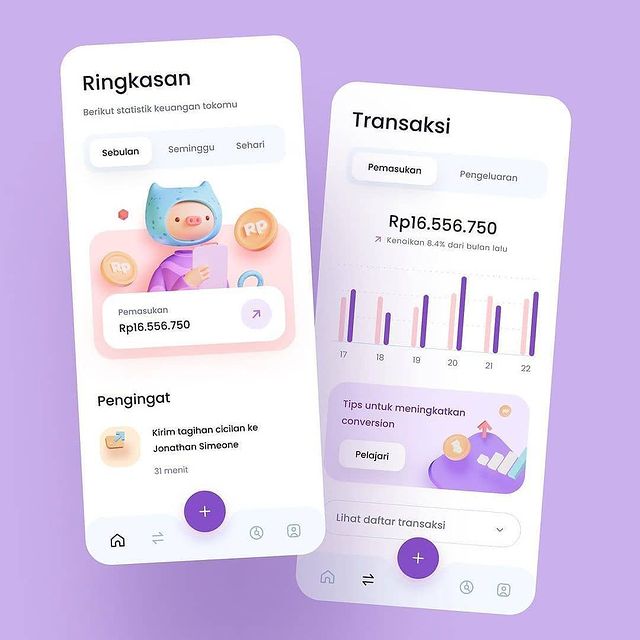 Ringkasan
Berikut statistik keuangan tokomu
Sebulan
Seminggu
Sehari
RP
RP
Pemasukan
Rp16.556.750
Pengingat
Kirim tagihan cicilan ke
Jonathan Simeone
31 menit
Transaksi
Pemasukan
Pengeluaran
Rp16.556.750
Kenaikan 8.4% dari bulan lalu
17
18
19
20
21
22
Tips untuk meningkatkan
conversion
Pelajari
Lihat daftar transaksi